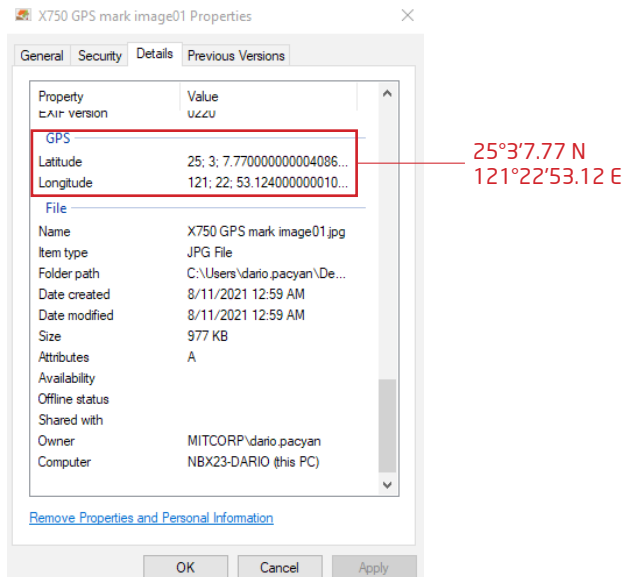 X750 GPS mark image01 Properties
General Security Details Previous Versions
Property Value
EXIF version 0220
GPS
Latitude 25; 3; 7.770000000004086...
Longitude 121; 22; 53.124000000010...
25°3'7.77 N
121°22'53.12 E
File
Name X750 GPS mark image01.jpg
Item type JPG File
Folder path C:\Users\dario.pacyan\De...
Date created 8/11/2021 12:59 AM
Date modified 8/11/2021 12:59 AM
Size 977 KB
Attributes A
Availability
Offline status
Shared with
Owner MITCORP\dario.pacyan
Computer NBX23-DARIO (this PC)
Remove Properties and Personal Information
OK Cancel Apply